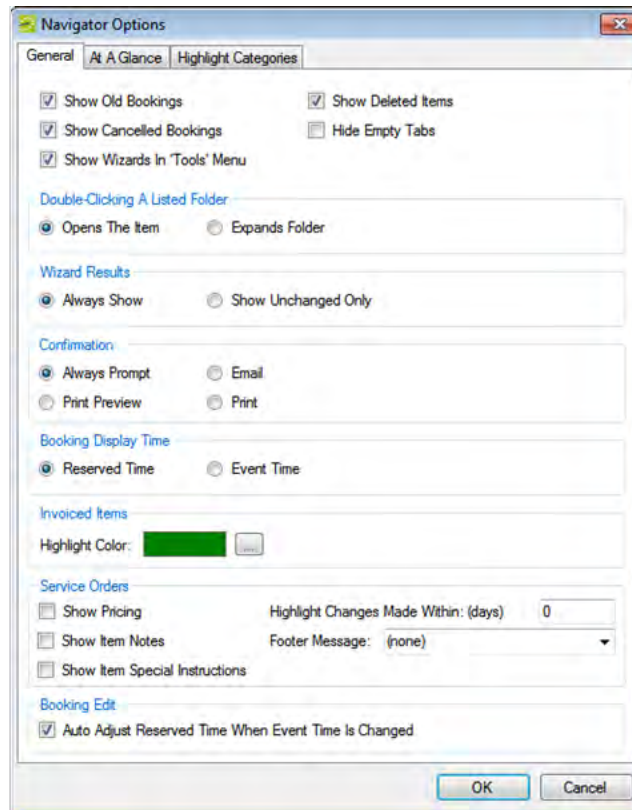 Navigator Options
General At A Glance Highlight Categories
Show Old Bookings Show Deleted Items
Show Cancelled Bookings Hide Empty Tabs
Show Wizards In 'Tools' Menu
Double-Clicking A Listed Folder
Opens The Item Expands Folder
Wizard Results
Always Show Show Unchanged Only
Confirmation
Always Prompt Email
Print Preview Print
Booking Display Time
Reserved Time Event Time
Invoiced Items
Highlight Color: ...
Service Orders
Show Pricing Highlight Changes Made Within: (days) 0
Show Item Notes Footer Message: (none)
Show Item Special Instructions
Booking Edit
Auto Adjust Reserved Time When Event Time Is Changed
OK Cancel